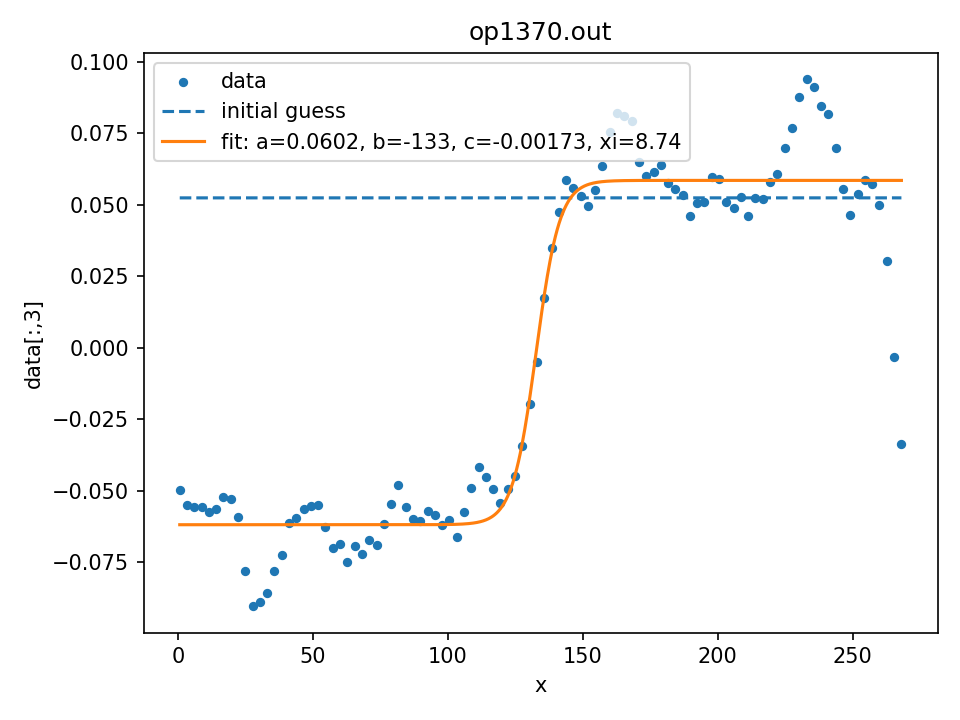 op1370.out
data
initial guess
fit: a=0.0602, b=-133, c=-0.00173, xi=8.74
0.100
0.075
0.050
0.025
0.000
−0.025
−0.050
−0.075
data[:,3]
0 50 100 150 200 250
x